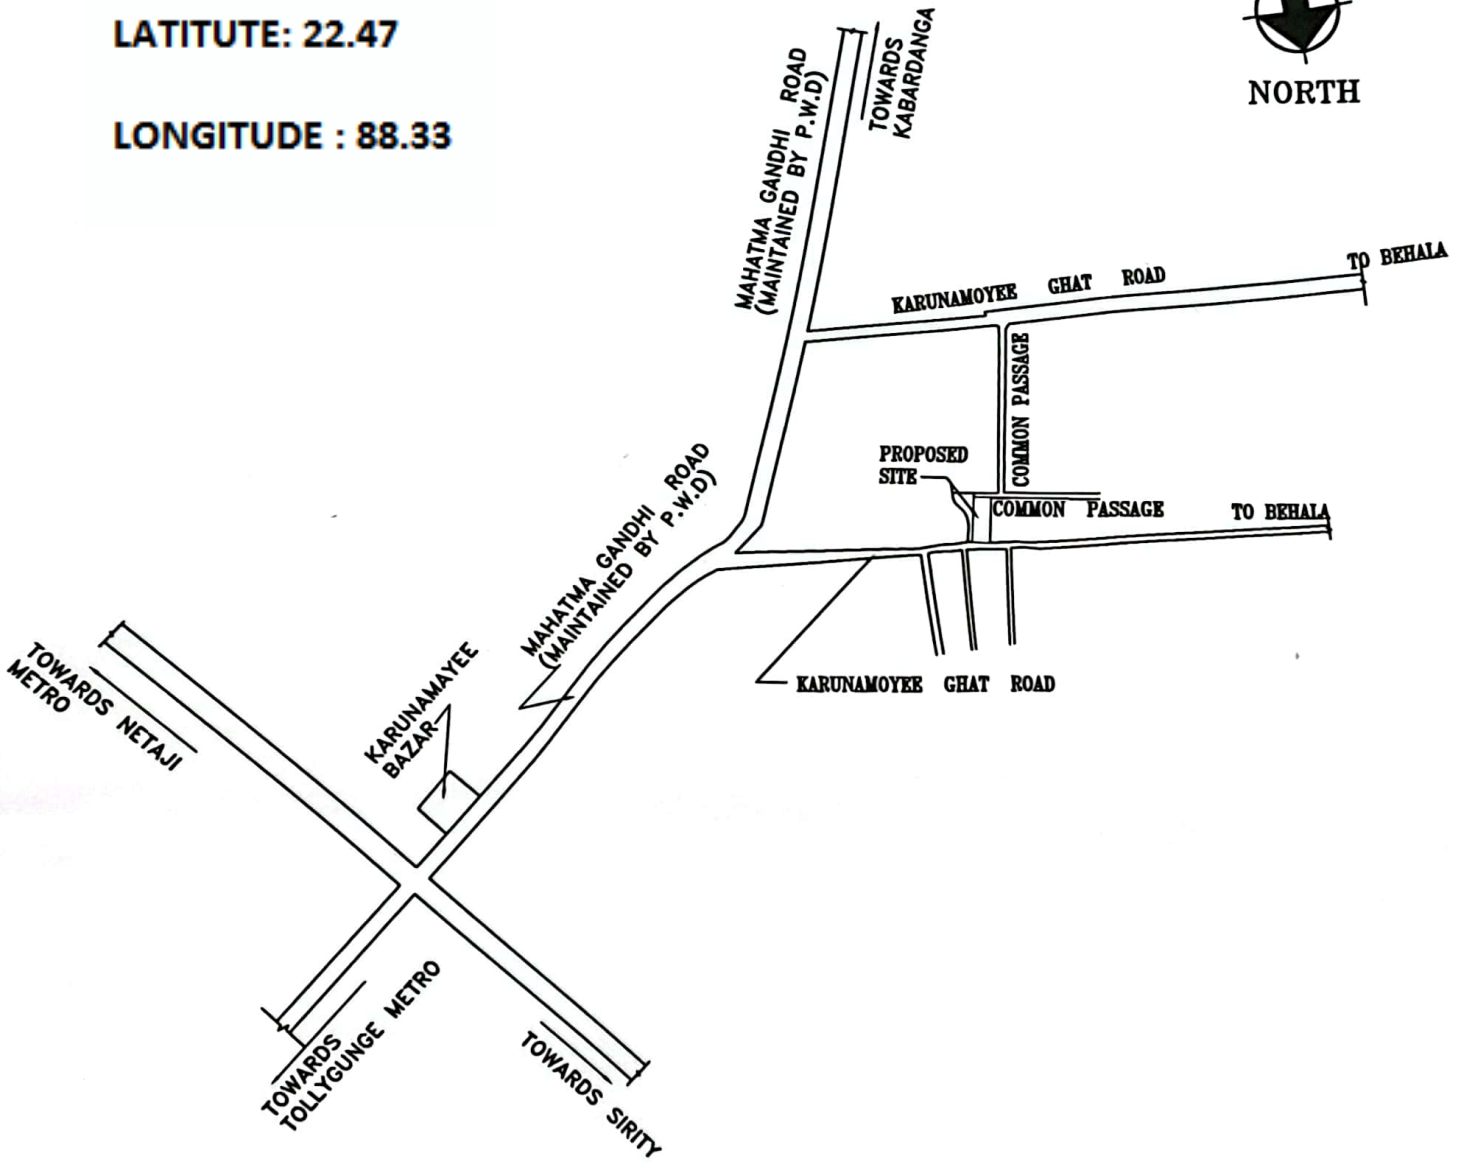 LATITUTE: 22.47
LONGITUDE : 88.33
NORTH
TOWARDS
KABARDANGA
MAHATMA GANDHI ROAD
(MAINTAINED BY P.W.D)
KARUNAMOYEE GHAT ROAD
TO BEHALA
COMMON PASSAGE
PROPOSED
SITE
COMMON PASSAGE
TO BEHALA
MAHATMA GANDHI ROAD
(MAINTAINED BY P.W.D)
KARUNAMOYEE GHAT ROAD
KARUNAMAYEE
BAZAR
TOWARDS NETAJI
METRO
TOWARDS
TOLLYGUNGE METRO
TOWARDS SIRITY